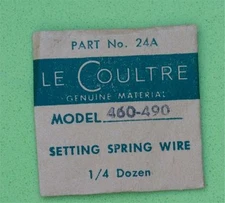 PART No. 24A
LE COULTRE
GENUINE MATERIAL
MODEL 460-490
SETTING SPRING WIRE
1/4 Dozen